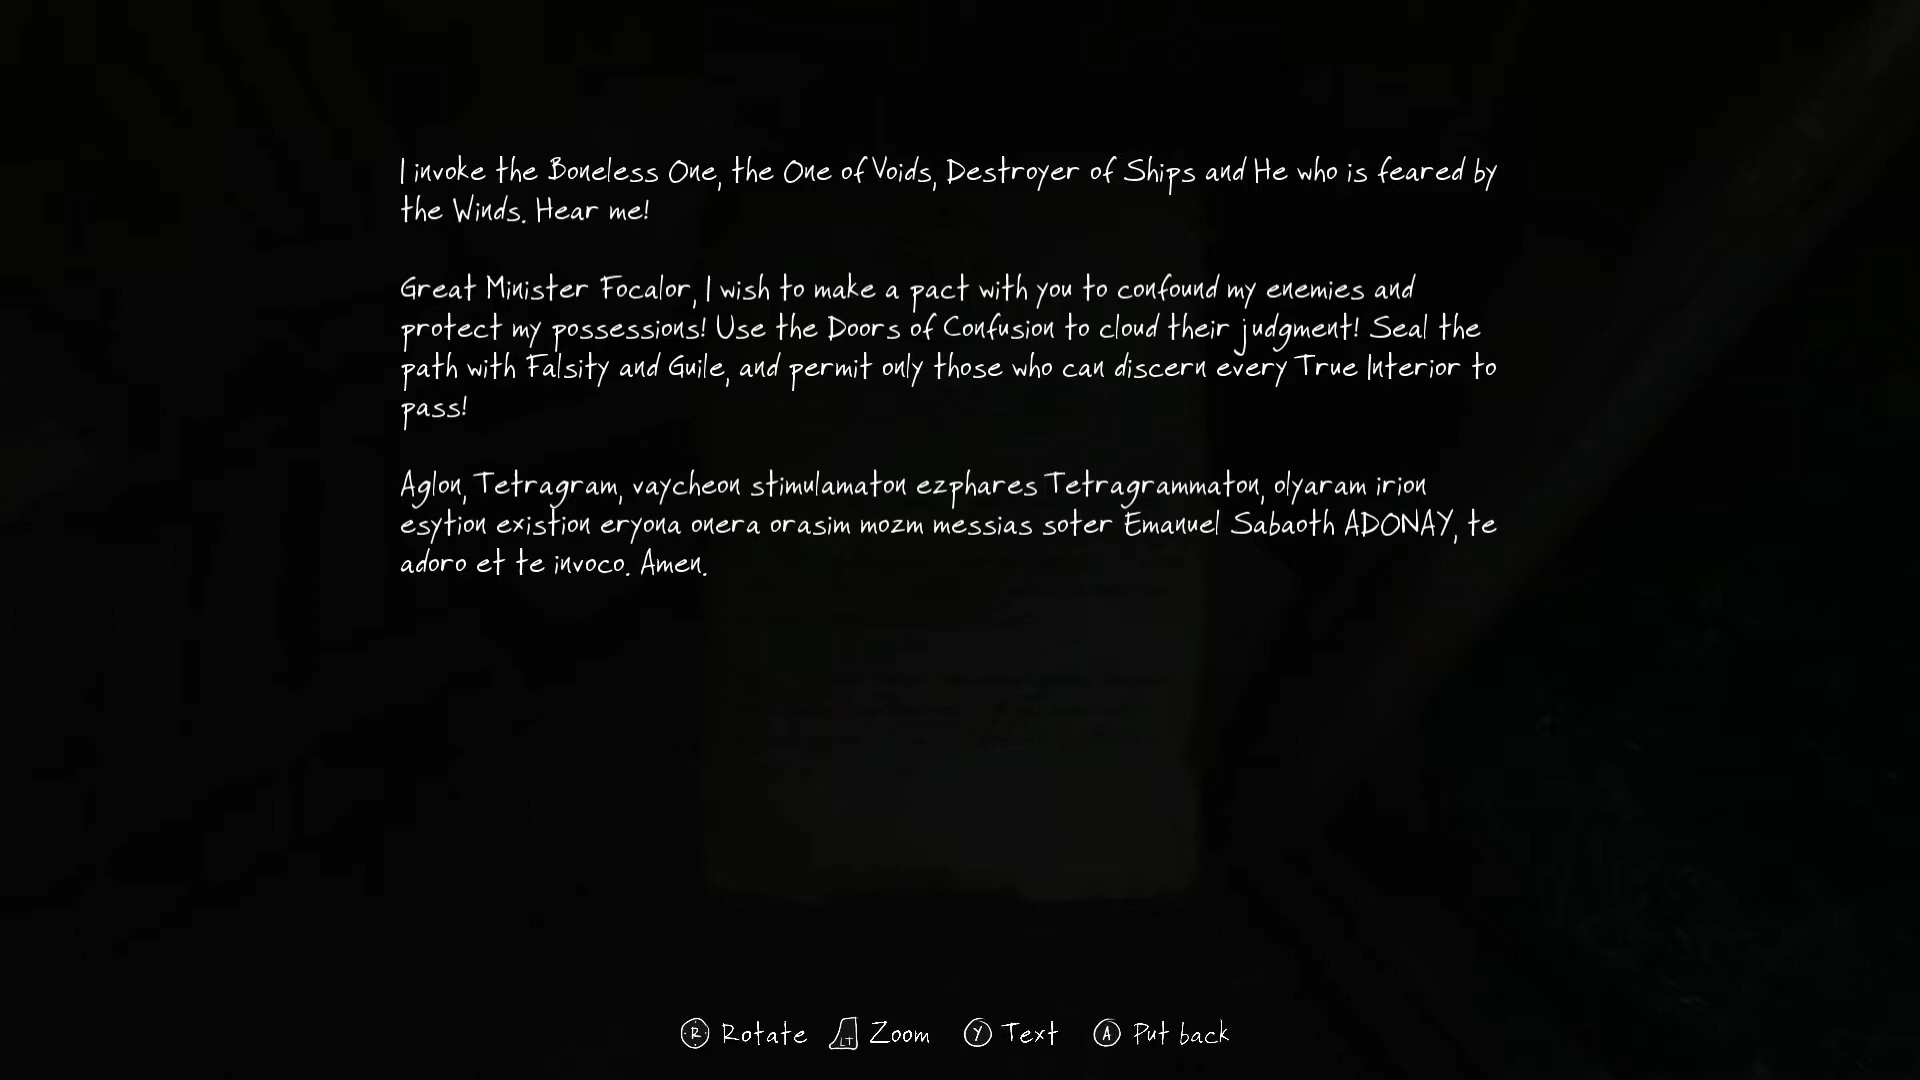 I invoke the Boneless One, the One of Voids, Destroyer of Ships and He who is feared by
the Winds. Hear me!
Great Minister Focalor, I wish to make a pact with you to confound my enemies and
protect my possessions! Use the Doors of Confusion to cloud their judgment! Seal the
path with Falsity and Guile, and permit only those who can discern every True Interior to
pass!
Aglon, Tetragram, vaycheon stimulamaton ezphares Tetragrammaton, olyaram irion
esytion existion eryona onera orasim mozm messias soter Emanuel Sabaoth ADONAY, te
adoro et te invoco. Amen.
R Rotate LT Zoom Y Text A Put back